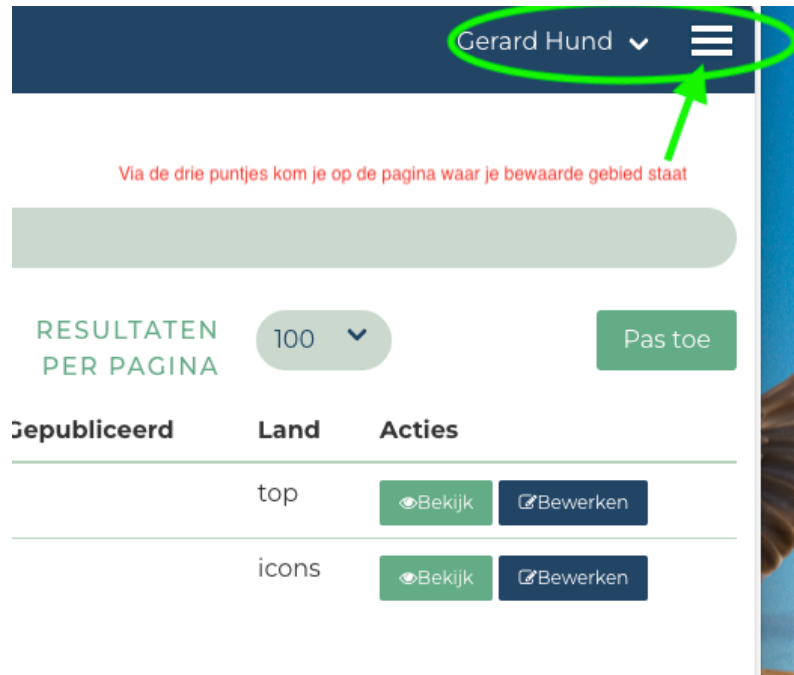 Gerard Hund
Via de drie puntjes kom je op de pagina waar je bewaarde gebied staat
RESULTATEN
PER PAGINA
100
Pas toe
Gepubliceerd Land Acties
top Bekijk Bewerken
icons Bekijk Bewerken